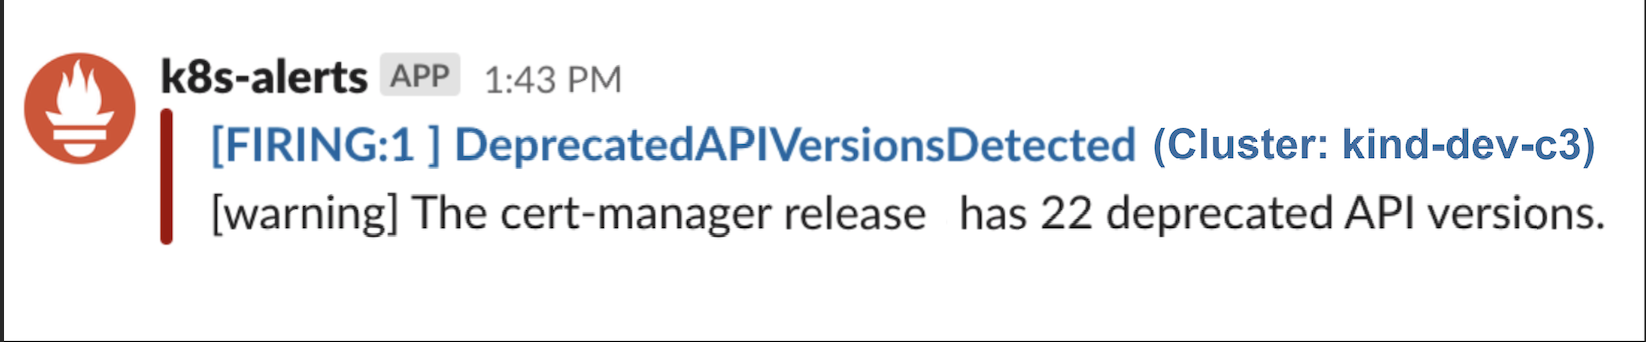 k8s-alerts APP 1:43 PM
[FIRING:1 ] DeprecatedAPIVersionsDetected (Cluster: kind-dev-c3)
[warning] The cert-manager release has 22 deprecated API versions.